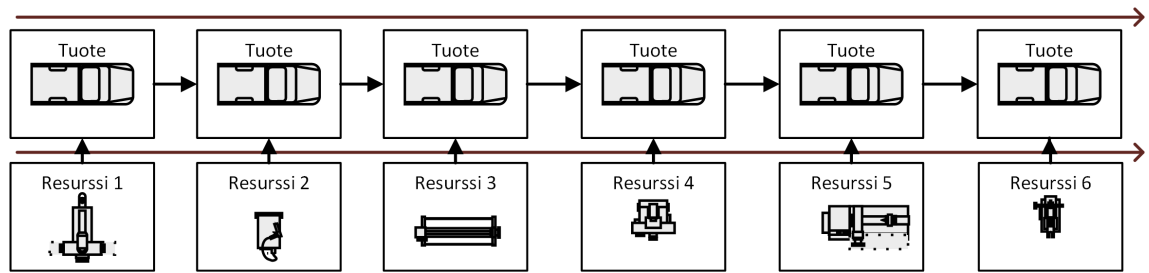 Tuote
Tuote
Tuote
Tuote
Tuote
Tuote
Resurssi 1
Resurssi 2
Resurssi 3
Resurssi 4
Resurssi 5
Resurssi 6